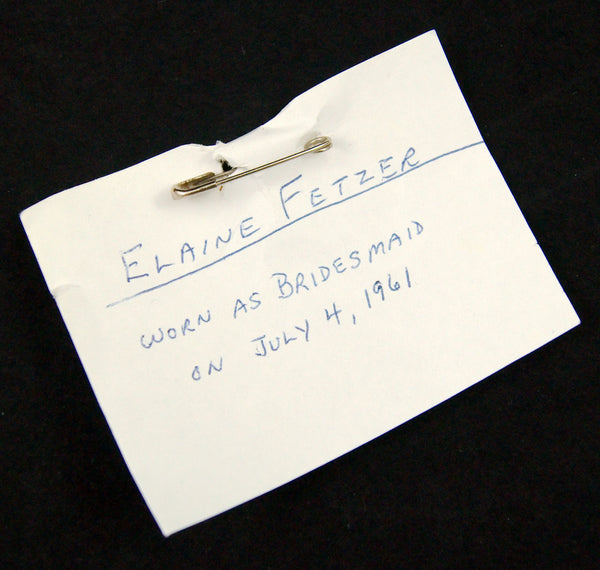 ELAINE FETZER
WORN AS BRIDESMAID
ON JULY 4, 1961